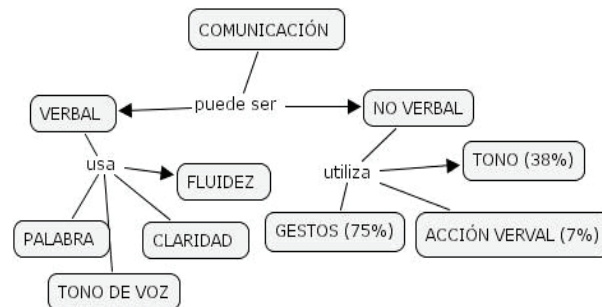 COMUNICACIÓN
VERBAL
puede ser
NO VERBAL
usa
FLUIDEZ
utiliza
TONO (38%)
PALABRA
CLARIDAD
GESTOS (75%)
ACCIÓN VERVAL (7%)
TONO DE VOZ